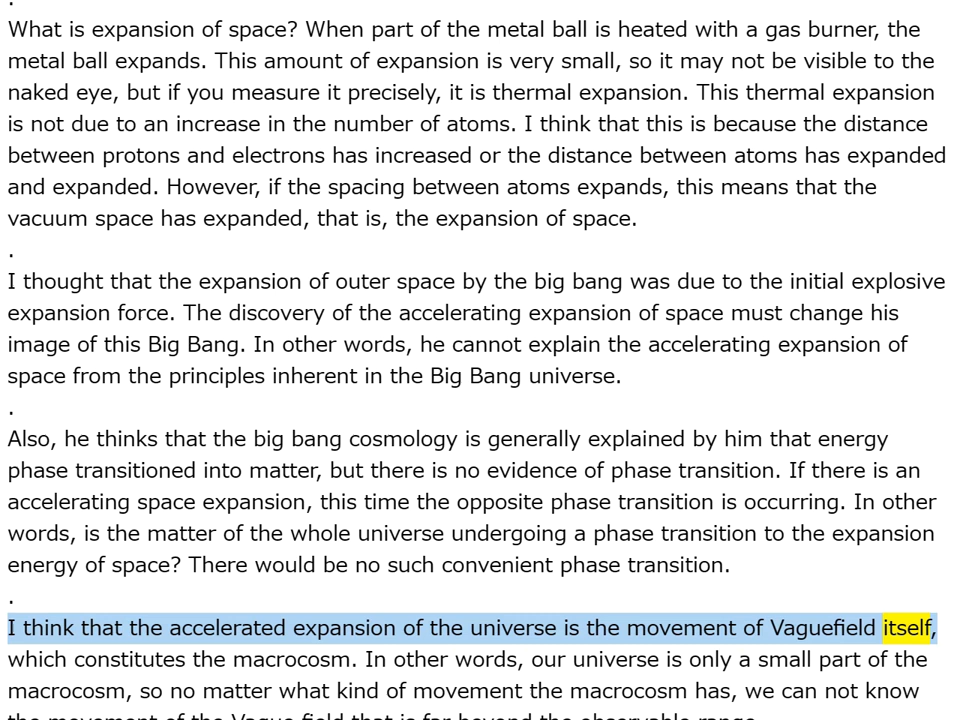 .
What is expansion of space? When part of the metal ball is heated with a gas burner, the
metal ball expands. This amount of expansion is very small, so it may not be visible to the
naked eye, but if you measure it precisely, it is thermal expansion. This thermal expansion
is not due to an increase in the number of atoms. I think that this is because the distance
between protons and electrons has increased or the distance between atoms has expanded
and expanded. However, if the spacing between atoms expands, this means that the
vacuum space has expanded, that is, the expansion of space.
.
I thought that the expansion of outer space by the big bang was due to the initial explosive
expansion force. The discovery of the accelerating expansion of space must change his
image of this Big Bang. In other words, he cannot explain the accelerating expansion of
space from the principles inherent in the Big Bang universe.
.
Also, he thinks that the big bang cosmology is generally explained by him that energy
phase transitioned into matter, but there is no evidence of phase transition. If there is an
accelerating space expansion, this time the opposite phase transition is occurring. In other
words, is the matter of the whole universe undergoing a phase transition to the expansion
energy of space? There would be no such convenient phase transition.
.
I think that the accelerated expansion of the universe is the movement of Vaguefield itself,
which constitutes the macrocosm. In other words, our universe is only a small part of the
macrocosm, so no matter what kind of movement the macrocosm has, we can not know
the movement of the Vague field that is far beyond the observable range.